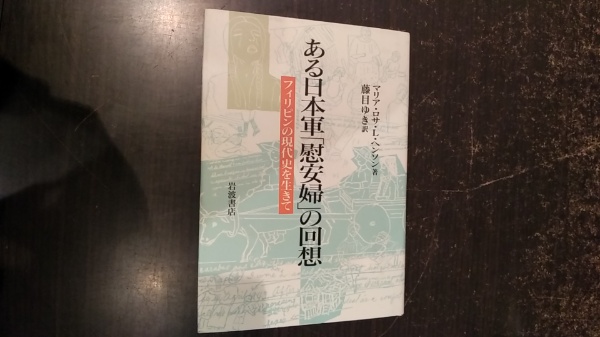 マリア・ロサ・L・ヘンソン著
藤目ゆき訳
ある日本軍「慰安婦」の回想
フィリピンの現代史を生きて
岩波書店